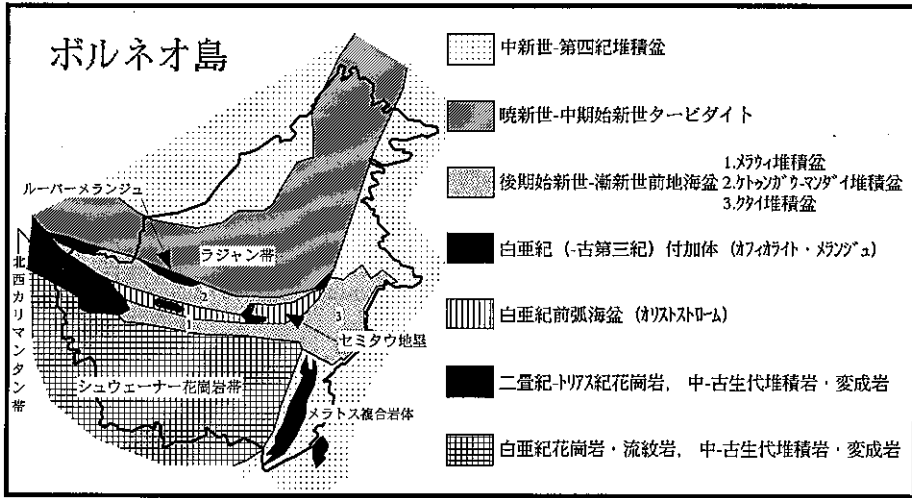 ボルネオ島
ルーパーメランジュ
ラジャン帯
2
1
3
セミタウ地塁
北西カリマンタン帯
シュウェーナー花崗岩帯
メラトス複合岩体
中新世-第四紀堆積盆
暁新世-中期始新世タービダイト
後期始新世-漸新世前地海盆
1.メラウィ堆積盆
2.ケトゥンガウ-マンダイ堆積盆
3.クタイ堆積盆
白亜紀 (-古第三紀) 付加体 (オフィオライト・メランジュ)
白亜紀前弧海盆 (オリストストローム)
二畳紀-トリアス紀花崗岩, 中-古生代堆積岩・変成岩
白亜紀花崗岩・流紋岩, 中-古生代堆積岩・変成岩